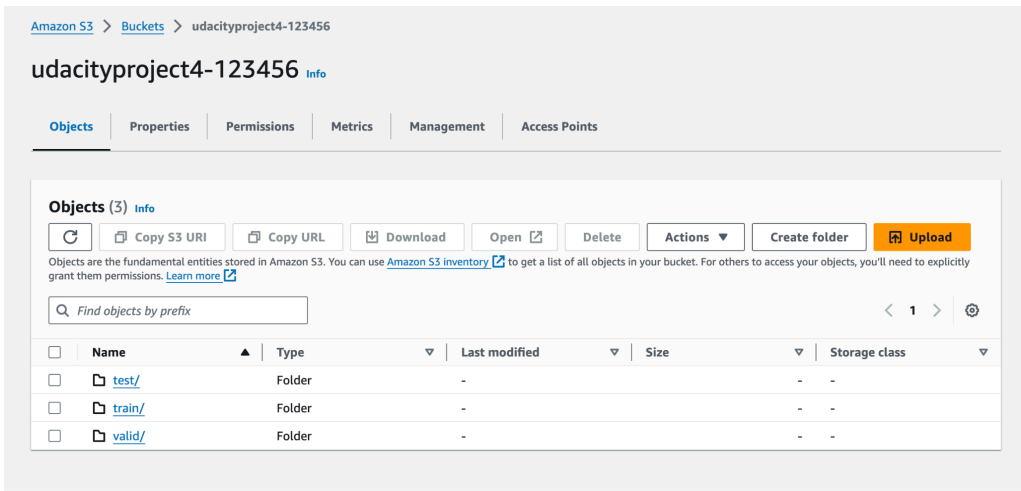 Amazon S3 > Buckets > udacityproject4-123456
udacityproject4-123456 Info
Objects Properties Permissions Metrics Management Access Points
Objects (3) Info
Copy S3 URI Copy URL Download Open Delete Actions Create folder Upload
Objects are the fundamental entities stored in Amazon S3. You can use Amazon S3 inventory to get a list of all objects in your bucket. For others to access your objects, you'll need to explicitly
grant them permissions. Learn more
Find objects by prefix < 1 >
Name Type Last modified Size Storage class
test/ Folder - - -
train/ Folder - - -
valid/ Folder - - -